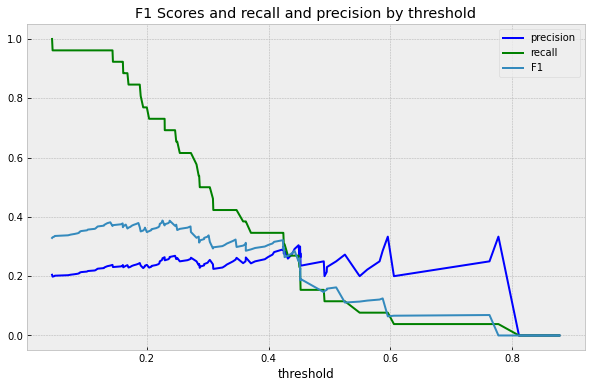 F1 Scores and recall and precision by threshold
1.0
0.8
0.6
0.4
0.2
0.0
precision
recall
F1
0.2 0.4 0.6 0.8
threshold